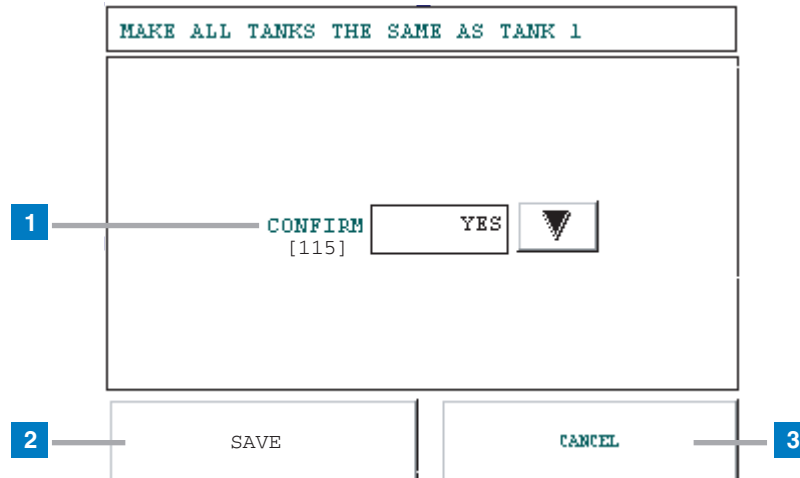 MAKE ALL TANKS THE SAME AS TANK 1
1
CONFIRM YES
[115]
2 SAVE CANCEL 3